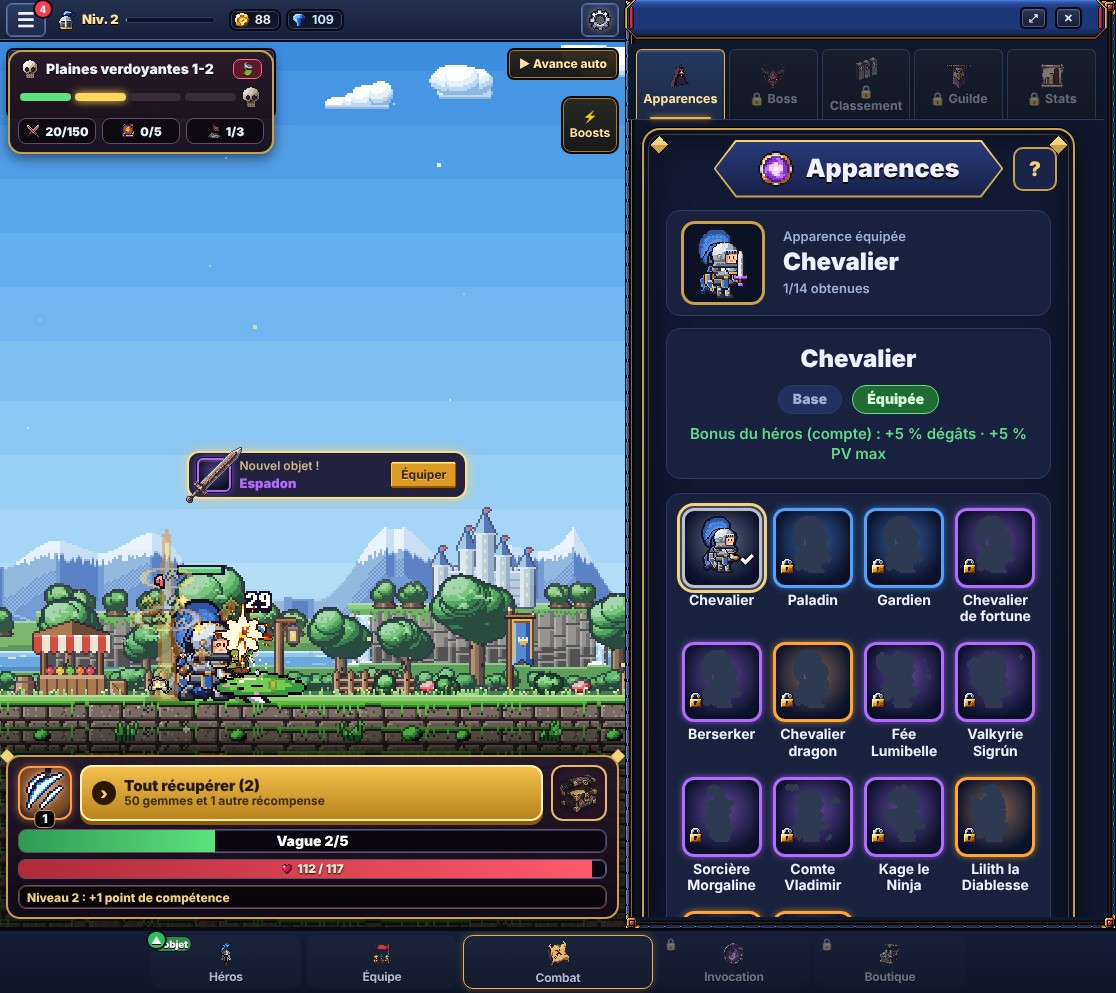 4
Niv. 2
88
109
Plaines verdoyantes 1-2
20/150
0/5
1/3
Avance auto
Boosts
Nouvel objet !
Espadon
Équiper
29
1
Tout récupérer (2)
50 gemmes et 1 autre récompense
Vague 2/5
112 / 117
Niveau 2 : +1 point de compétence
Apparences
Boss
Classement
Guilde
Stats
Apparences
?
Apparence équipée
Chevalier
1/14 obtenues
Chevalier
Base
Équipée
Bonus du héros (compte) : +5 % dégâts · +5 %
PV max
Chevalier
Paladin
Gardien
Chevalier
de fortune
Berserker
Chevalier
dragon
Fée
Lumibelle
Valkyrie
Sigrún
Sorcière
Morgaline
Comte
Vladimir
Kage le
Ninja
Lilith la
Diablesse
objet
Héros
Équipe
Combat
Invocation
Boutique